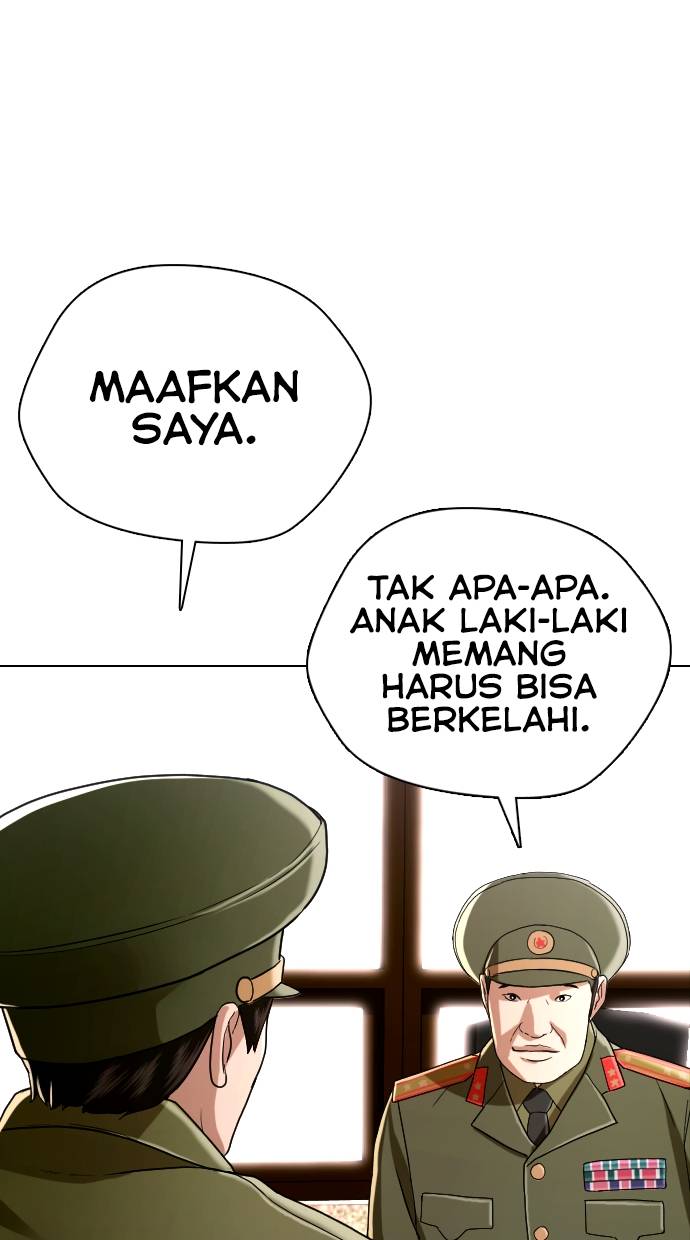 MAAFKAN
SAYA.
TAK APA-APA.
ANAK LAKI-LAKI
MEMANG
HARUS BISA
BERKELAHI.